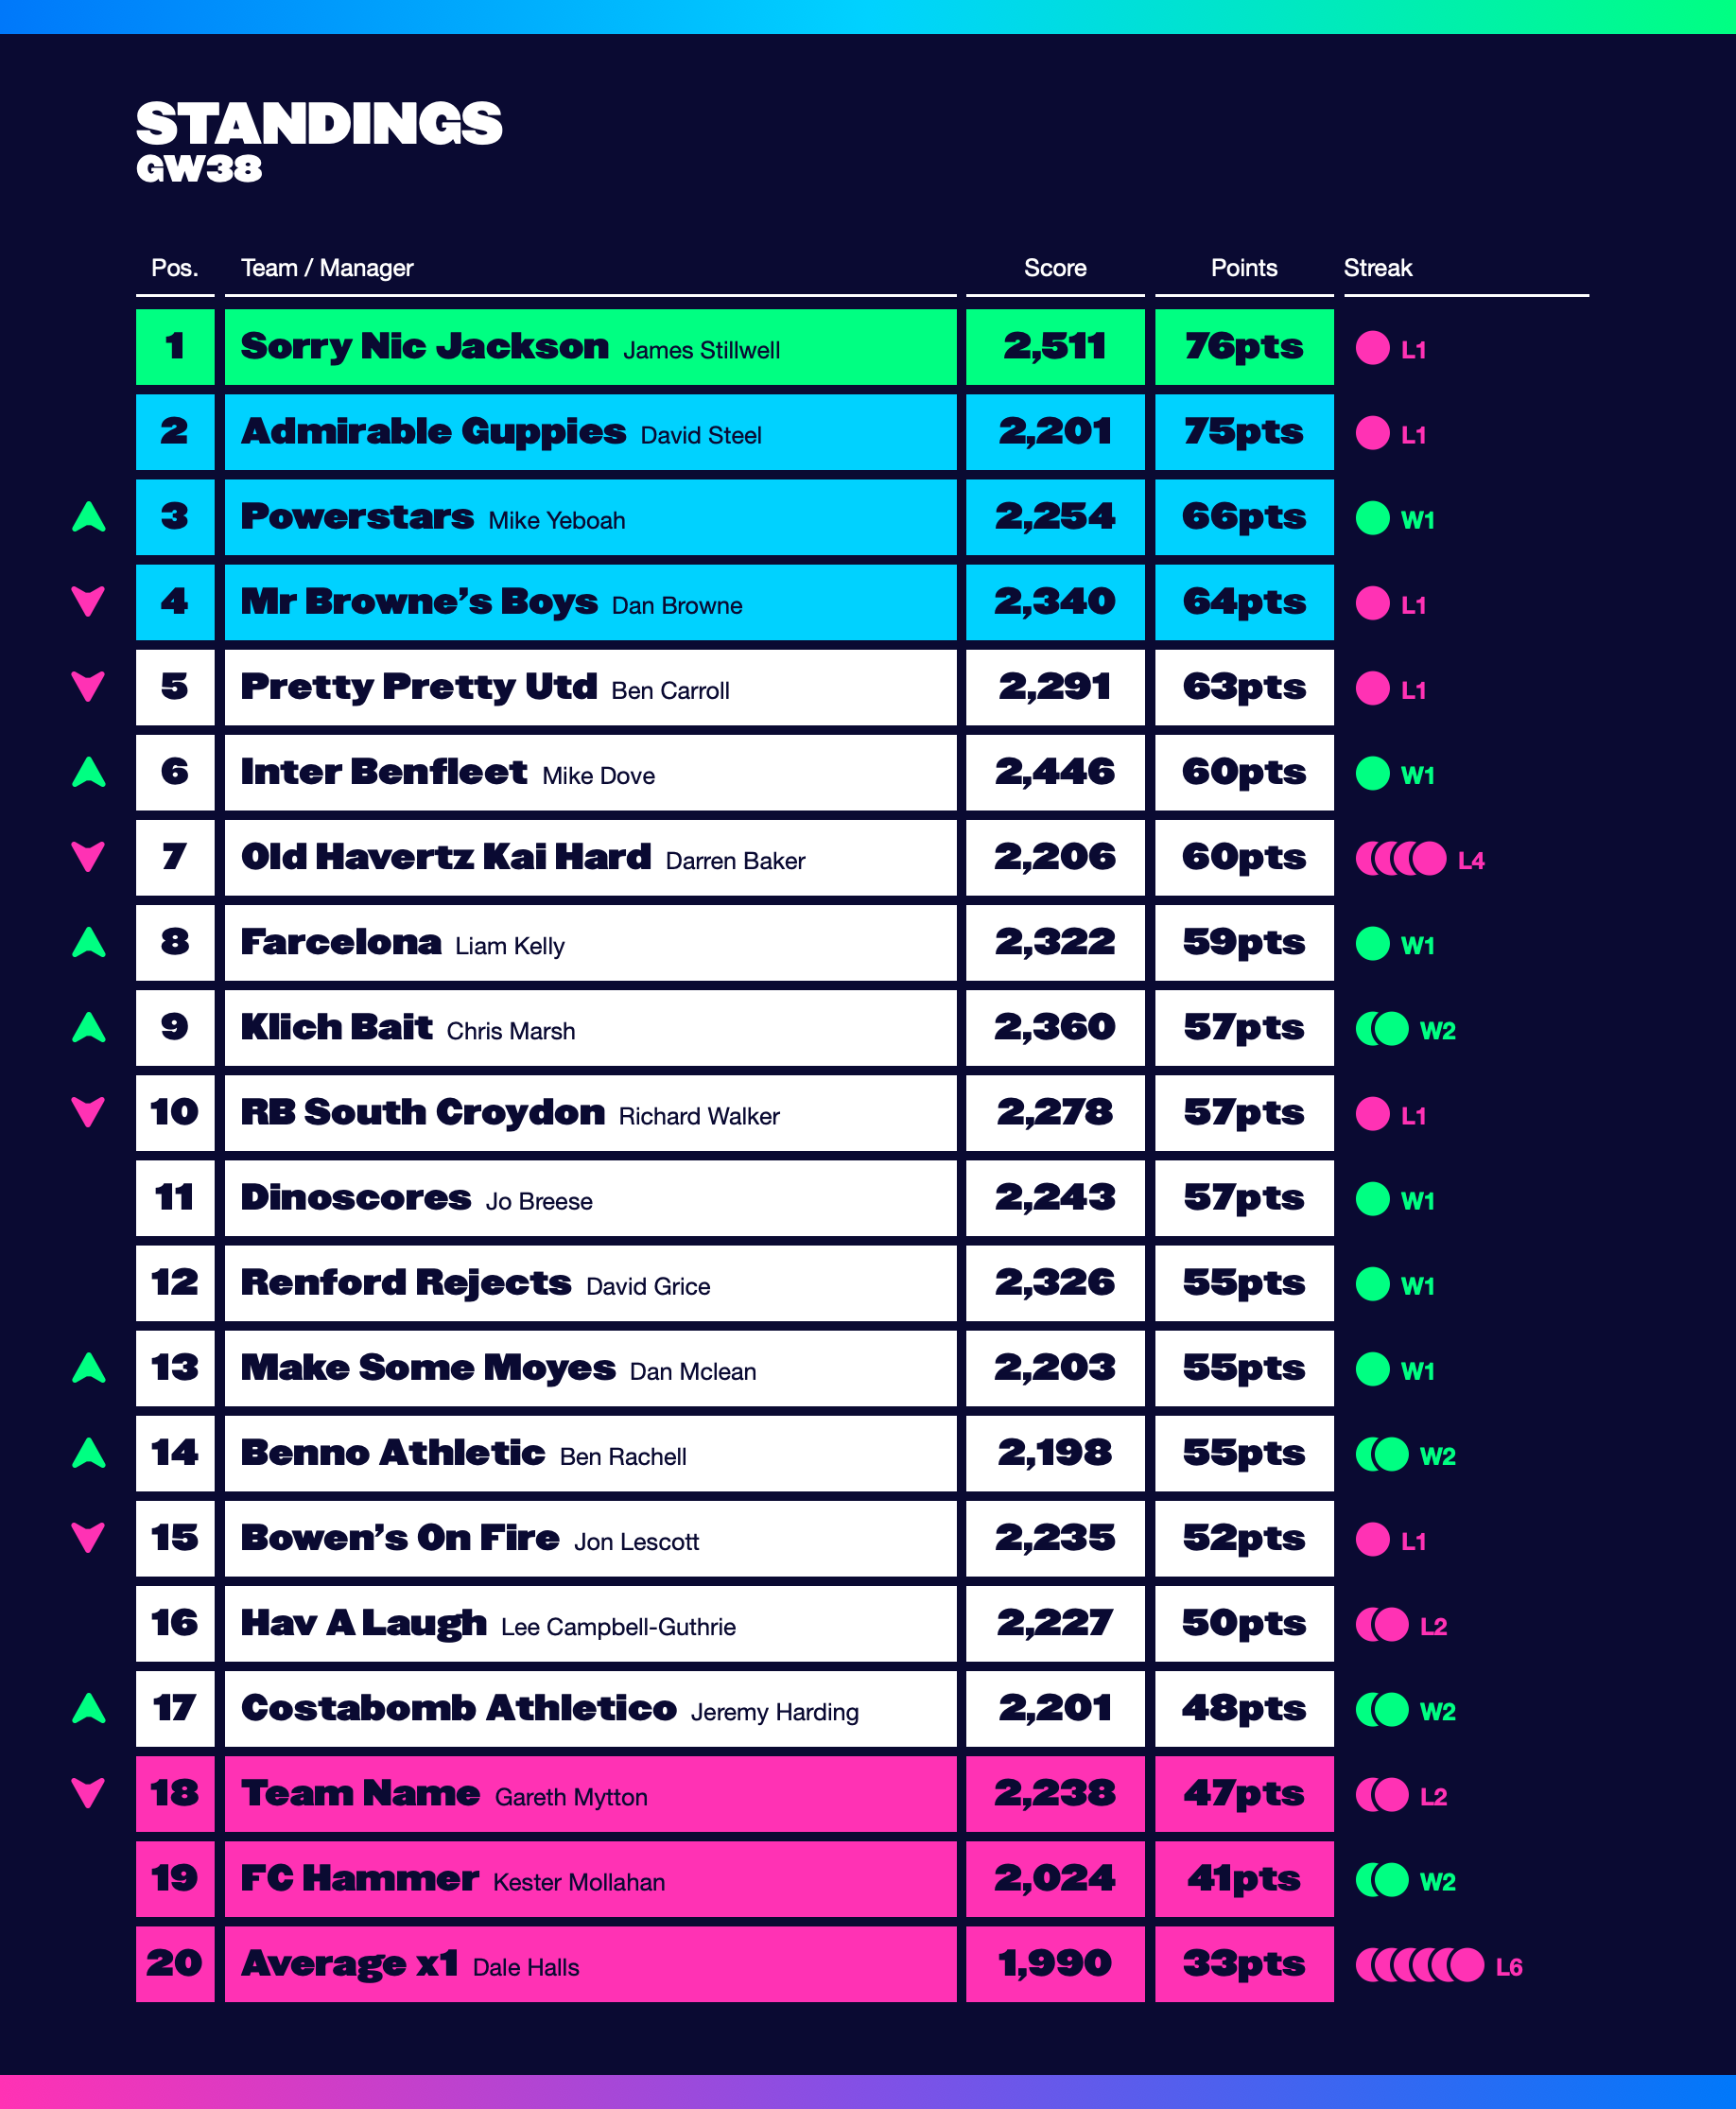 STANDINGS
GW38
Pos. Team / Manager Score Points Streak
1 Sorry Nic Jackson James Stillwell 2,511 76pts L1
2 Admirable Guppies David Steel 2,201 75pts L1
3 Powerstars Mike Yeboah 2,254 66pts W1
4 Mr Browne’s Boys Dan Browne 2,340 64pts L1
5 Pretty Pretty Utd Ben Carroll 2,291 63pts L1
6 Inter Benfleet Mike Dove 2,446 60pts W1
7 Old Havertz Kai Hard Darren Baker 2,206 60pts L4
8 Farcelona Liam Kelly 2,322 59pts W1
9 Klich Bait Chris Marsh 2,360 57pts W2
10 RB South Croydon Richard Walker 2,278 57pts L1
11 Dinoscores Jo Breese 2,243 57pts W1
12 Renford Rejects David Grice 2,326 55pts W1
13 Make Some Moyes Dan Mclean 2,203 55pts W1
14 Benno Athletic Ben Rachell 2,198 55pts W2
15 Bowen’s On Fire Jon Lescott 2,235 52pts L1
16 Hav A Laugh Lee Campbell-Guthrie 2,227 50pts L2
17 Costabomb Athletico Jeremy Harding 2,201 48pts W2
18 Team Name Gareth Mytton 2,238 47pts L2
19 FC Hammer Kester Mollahan 2,024 41pts W2
20 Average x1 Dale Halls 1,990 33pts L6